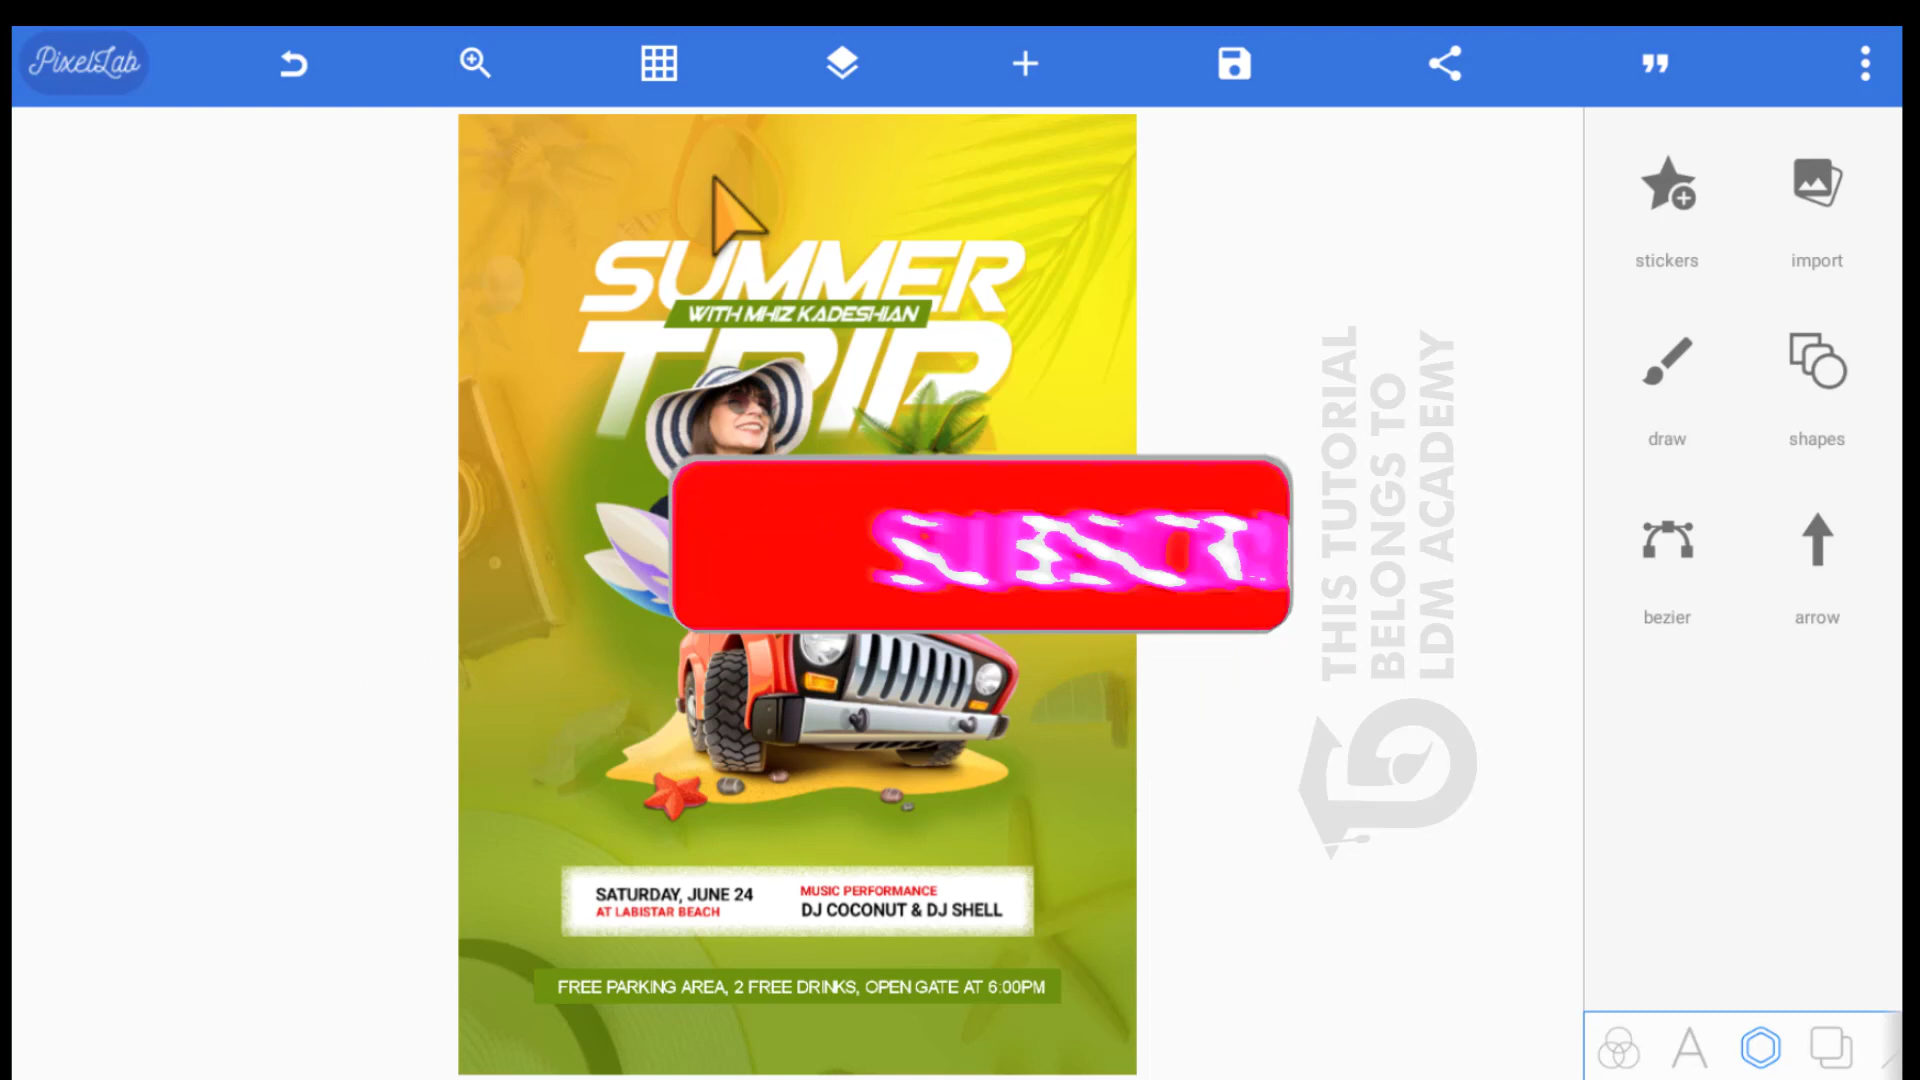 PixelLab
SUMMER
WITH MHIZ KADESHIAN
TRIP
stickers
import
draw
shapes
bezier
arrow
THIS TUTORIAL
BELONGS TO
LDM ACADEMY
SATURDAY, JUNE 24
AT LABISTAR BEACH
MUSIC PERFORMANCE
DJ COCONUT & DJ SHELL
FREE PARKING AREA, 2 FREE DRINKS, OPEN GATE AT 6:00PM